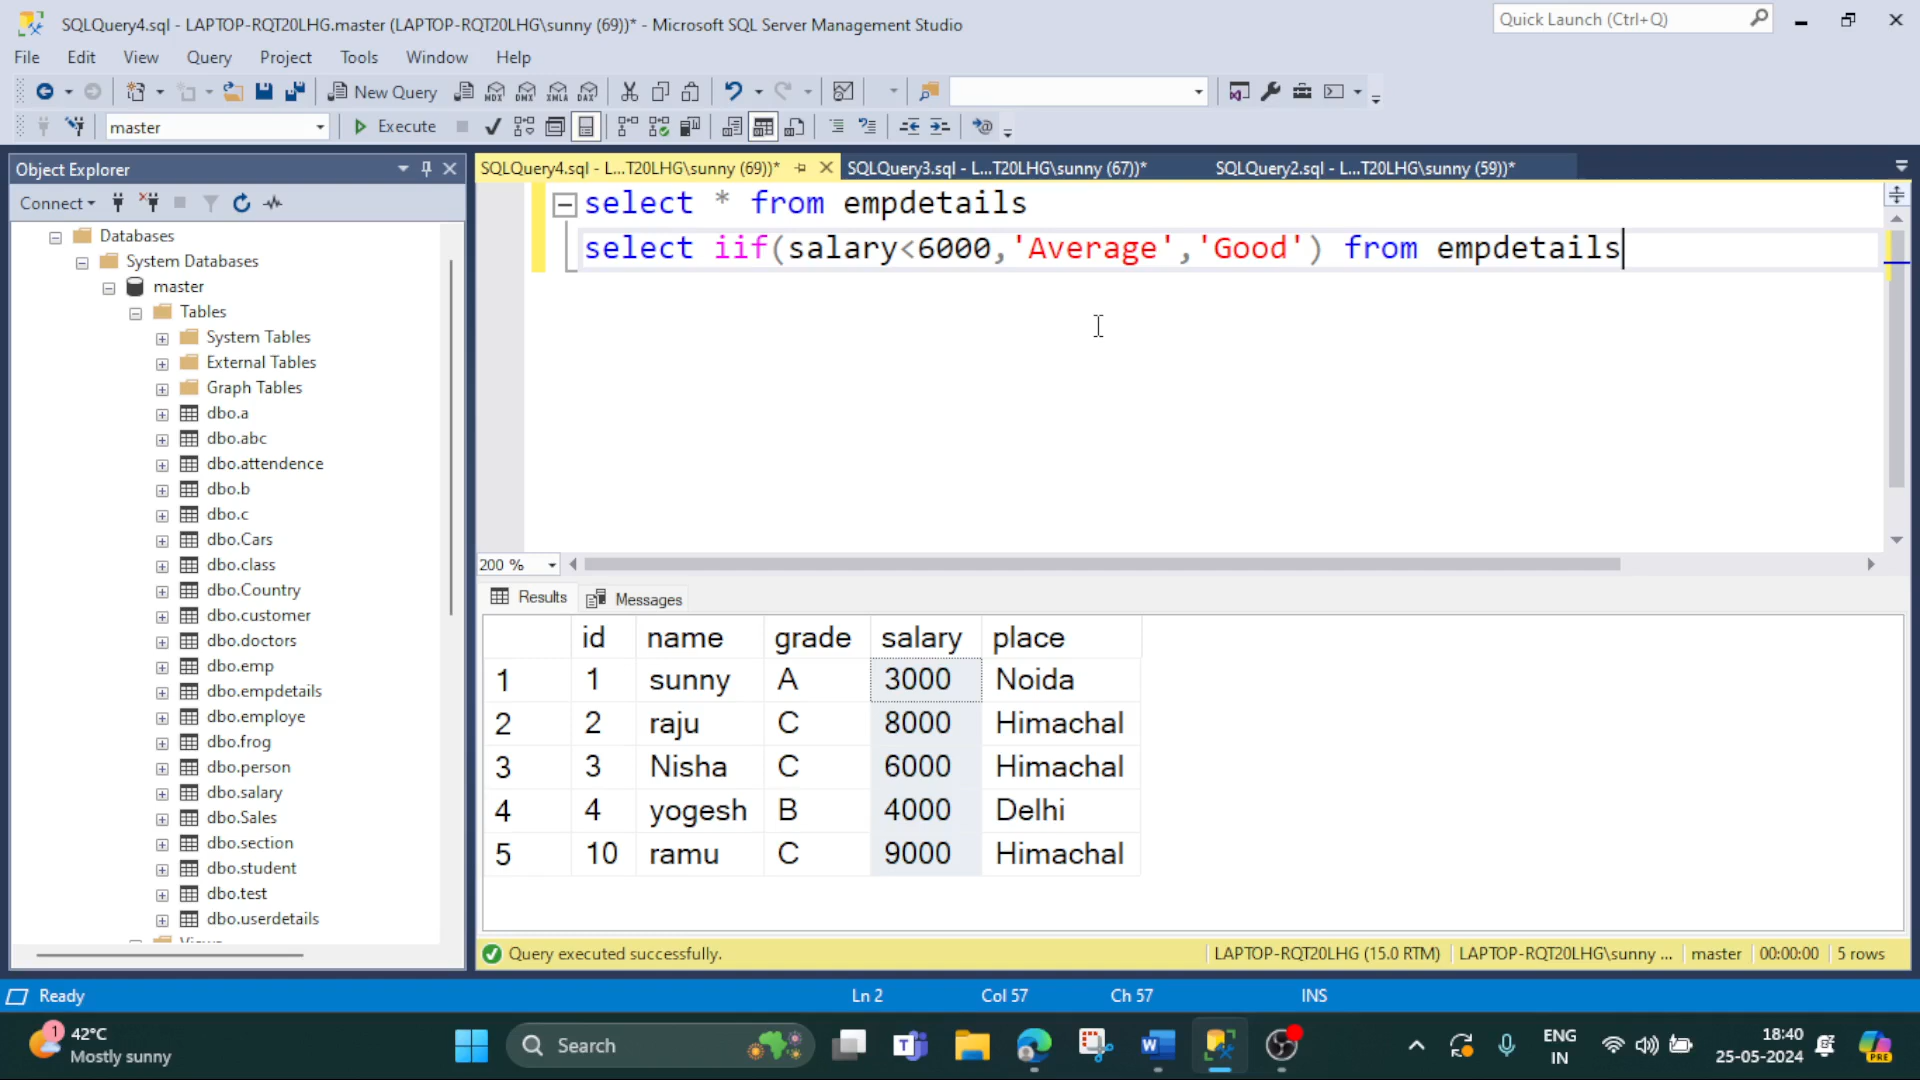 SQLQuery4.sql - LAPTOP-RQT20LHG.master (LAPTOP-RQT20LHG\sunny (69))* - Microsoft SQL Server Management Studio
Quick Launch (Ctrl+Q)
File Edit View Query Project Tools Window Help
New Query
MDX DMX XMLA DAX
master Execute
Object Explorer
SQLQuery4.sql - L...T20LHG\sunny (69))* SQLQuery3.sql - L...T20LHG\sunny (67))* SQLQuery2.sql - L...T20LHG\sunny (59))*
Connect
Databases
System Databases
master
Tables
System Tables
External Tables
Graph Tables
dbo.a
dbo.abc
dbo.attendence
dbo.b
dbo.c
dbo.Cars
dbo.class
dbo.Country
dbo.customer
dbo.doctors
dbo.emp
dbo.empdetails
dbo.employe
dbo.frog
dbo.person
dbo.salary
dbo.Sales
dbo.section
dbo.student
dbo.test
dbo.userdetails
Views
select * from empdetails
select iif(salary<6000,'Average','Good') from empdetails
200 %
Results Messages
id name grade salary place
1 1 sunny A 3000 Noida
2 2 raju C 8000 Himachal
3 3 Nisha C 6000 Himachal
4 4 yogesh B 4000 Delhi
5 10 ramu C 9000 Himachal
Query executed successfully. LAPTOP-RQT20LHG (15.0 RTM) LAPTOP-RQT20LHG\sunny ... master 00:00:00 5 rows
Ready Ln 2 Col 57 Ch 57 INS
1
42°C
Mostly sunny
Search
ENG
IN
18:40
25-05-2024
PRE